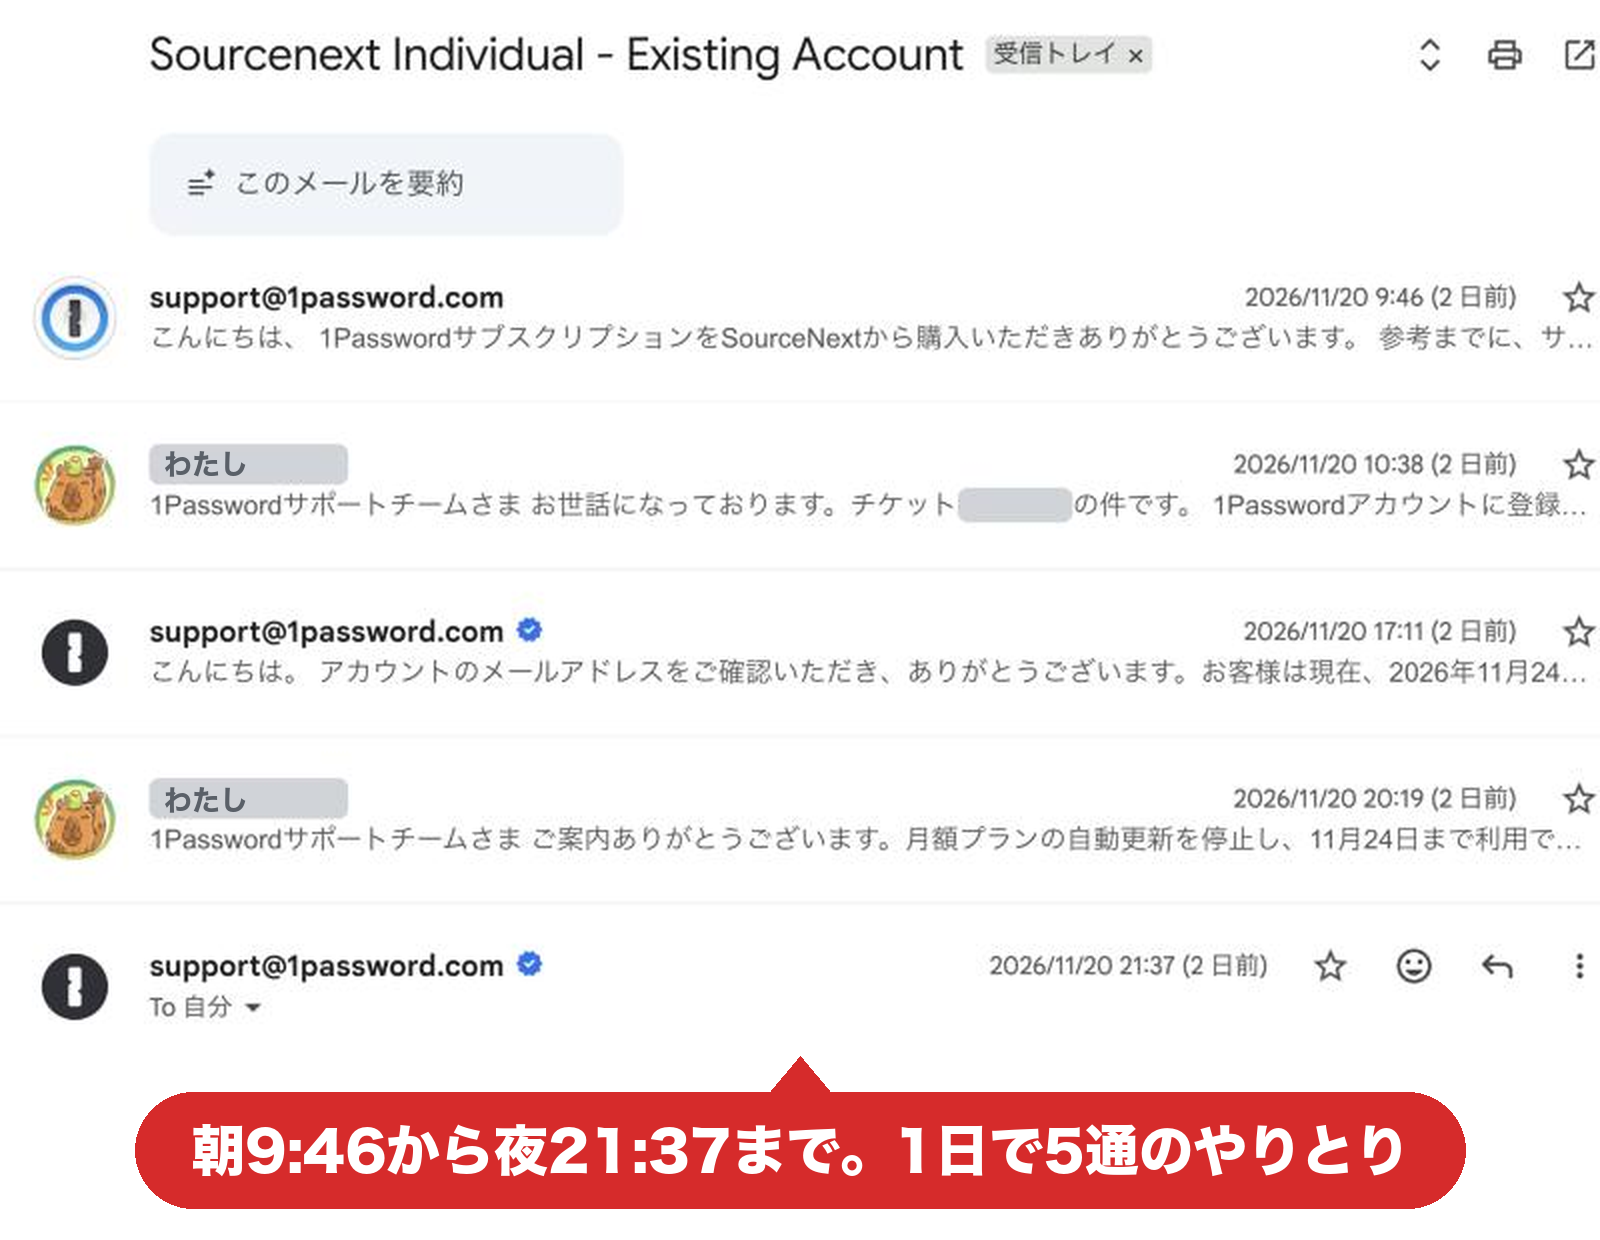 Sourcenext Individual - Existing Account 受信トレイ ×
このメールを要約
support@1password.com 2026/11/20 9:46 (2 日前)
こんにちは、 1PasswordサブスクリプションをSourceNextから購入いただきありがとうございます。 参考までに、サ...
わたし 2026/11/20 10:38 (2 日前)
1Passwordサポートチームさま お世話になっております。チケット の件です。 1Passwordアカウントに登録...
support@1password.com 2026/11/20 17:11 (2 日前)
こんにちは。 アカウントのメールアドレスをご確認いただき、ありがとうございます。お客様は現在、2026年11月24...
わたし 2026/11/20 20:19 (2 日前)
1Passwordサポートチームさま ご案内ありがとうございます。月額プランの自動更新を停止し、11月24日まで利用で...
support@1password.com 2026/11/20 21:37 (2 日前)
To 自分
朝9:46から夜21:37まで。1日で5通のやりとり